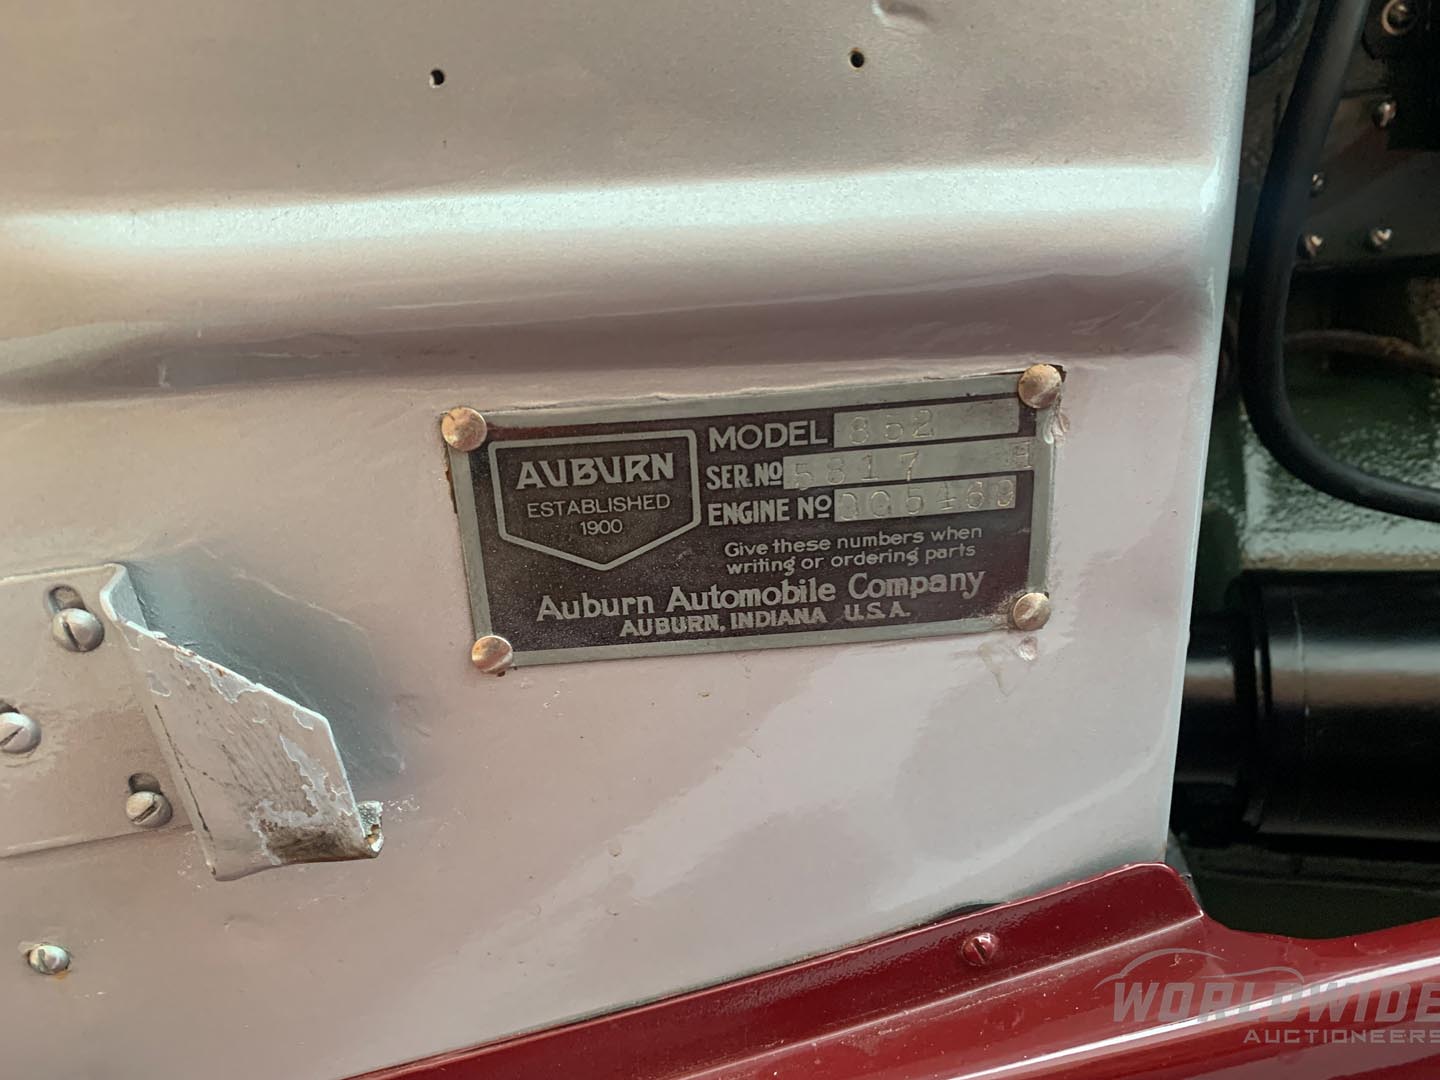 AUBURN
ESTABLISHED
1900
MODEL 852
SER. NO 5817 H
ENGINE NO
Give these numbers when
writing or ordering parts
Auburn Automobile Company
AUBURN, INDIANA U.S.A.
WORLDWIDE
AUCTIONEERS